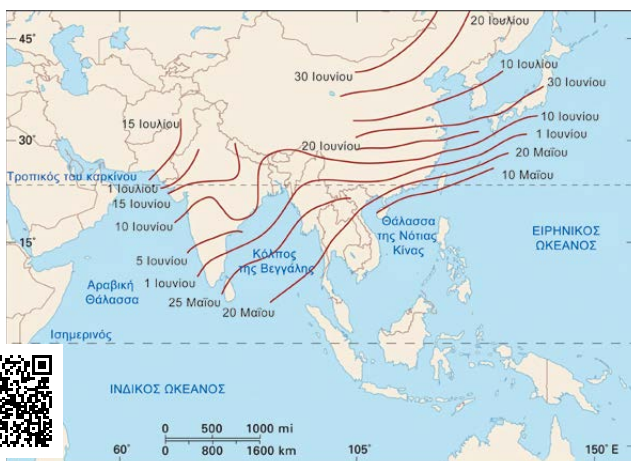 45°
20 Ιουλίου
10 Ιουλίου
30 Ιουνίου
30 Ιουνίου
15 Ιουλίου
30°
10 Ιουνίου
1 Ιουνίου
20 Ιουνίου
20 Μαΐου
10 Μαΐου
Τροπικός του καρκίνου
1 Ιουλίου
15 Ιουνίου
10 Ιουνίου
Θάλασσα
της Νότιας
Κίνας
ΕΙΡΗΝΙΚΟΣ
ΩΚΕΑΝΟΣ
15°
5 Ιουνίου
Κόλπος
της Βεγγάλης
Αραβική
Θάλασσα
1 Ιουνίου
25 Μαΐου
20 Μαΐου
Ισημερινός
ΙΝΔΙΚΟΣ ΩΚΕΑΝΟΣ
0 500 1000 mi
0 800 1600 km
60° 105° 150° E